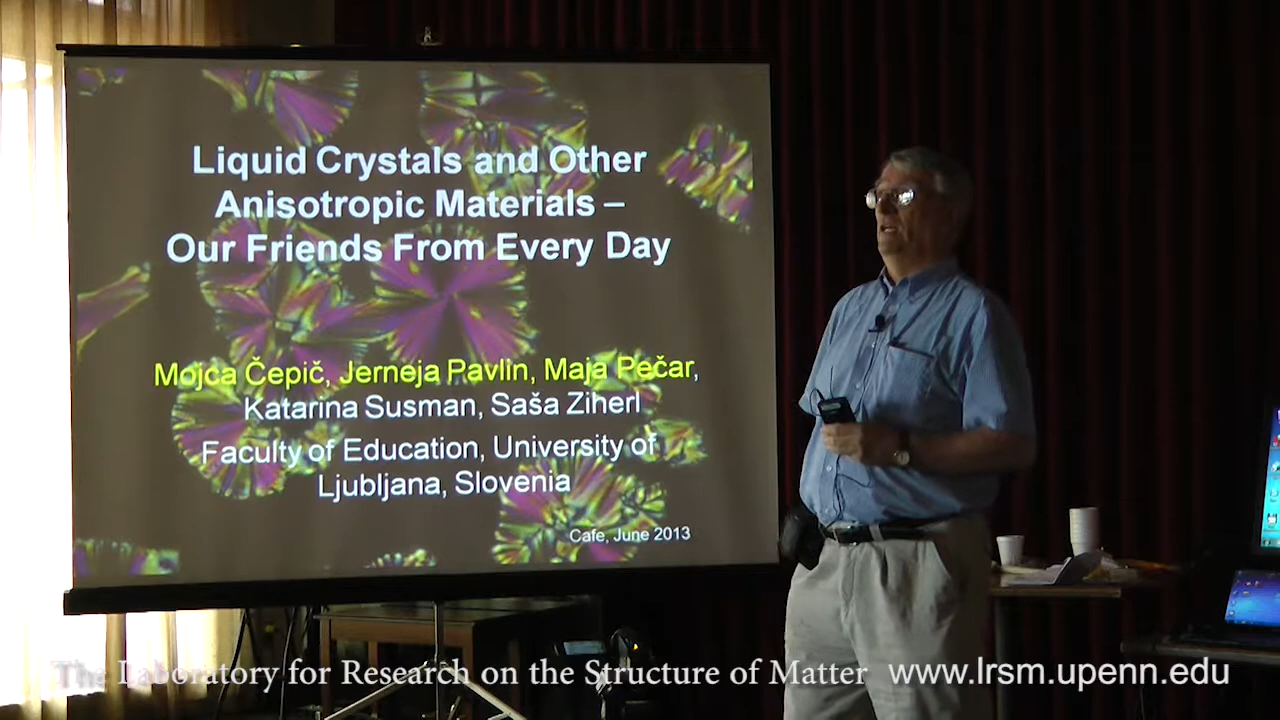 Liquid Crystals and Other
Anisotropic Materials –
Our Friends From Every Day
Mojca Čepič, Jerneja Pavlin, Maja Pečar,
Katarina Susman, Saša Ziherl
Faculty of Education, University of
Ljubljana, Slovenia
Cafe, June 2013
The Laboratory for Research on the Structure of Matter www.lrsm.upenn.edu